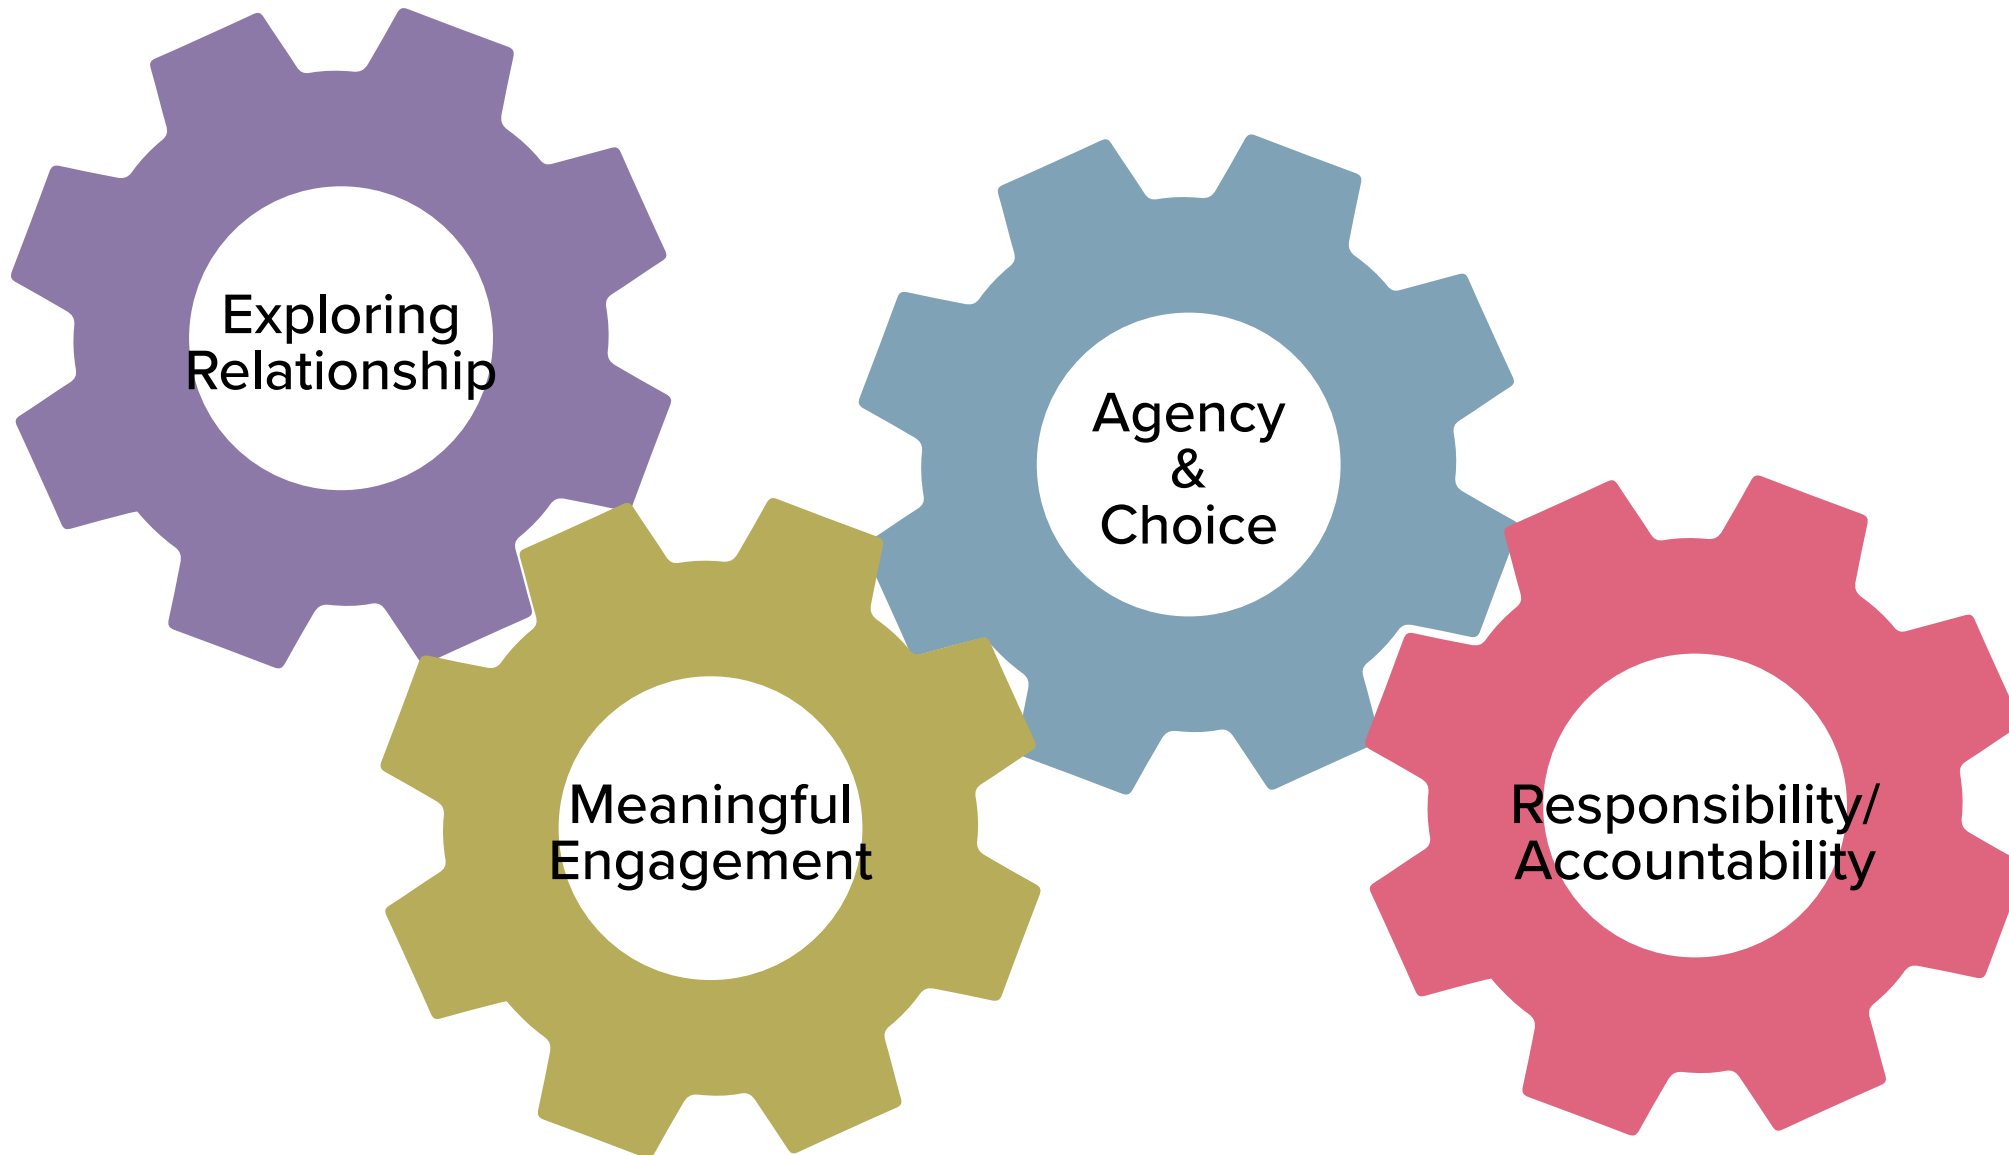 Exploring
Relationship
Agency
&
Choice
Meaningful
Engagement
Responsibility/
Accountability